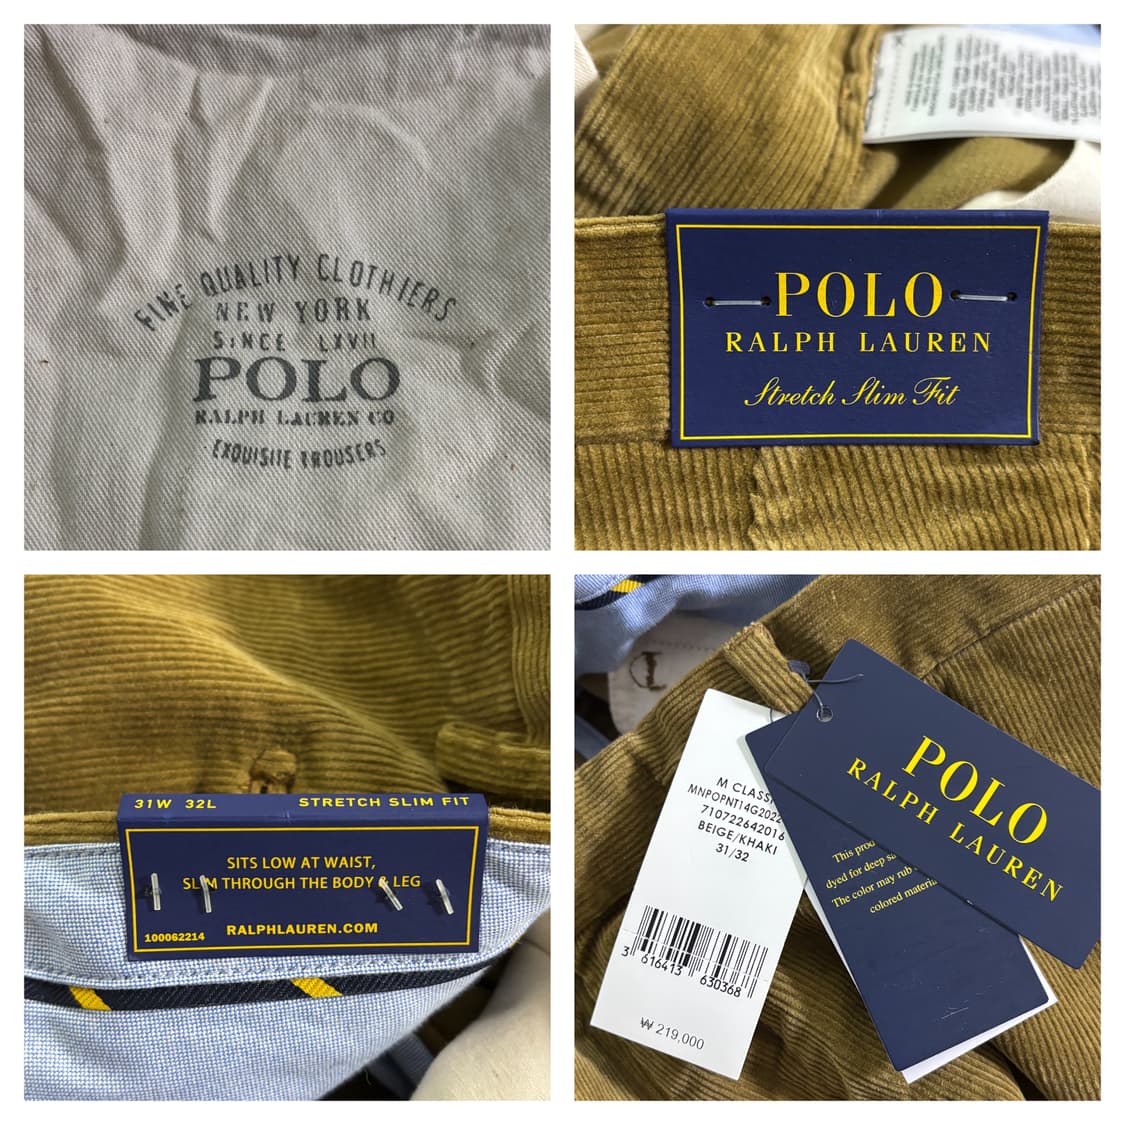 FINE QUALITY CLOTHIERS
NEW YORK
SINCE LXVII
POLO
RALPH LAUREN CO
EXQUISITE TROUSERS
POLO
RALPH LAUREN
Stretch Slim Fit
31W 32L STRETCH SLIM FIT
SITS LOW AT WAIST,
SLIM THROUGH THE BODY & LEG
RALPHLAUREN.COM
100062214
M CLASSI
MNPOPNT14G2022
710722642016
BEIGE/KHAKI
31/32
3 616413 630368
₩ 219,000
POLO
RALPH LAUREN
This
dyed for deep
The color may rub
colored